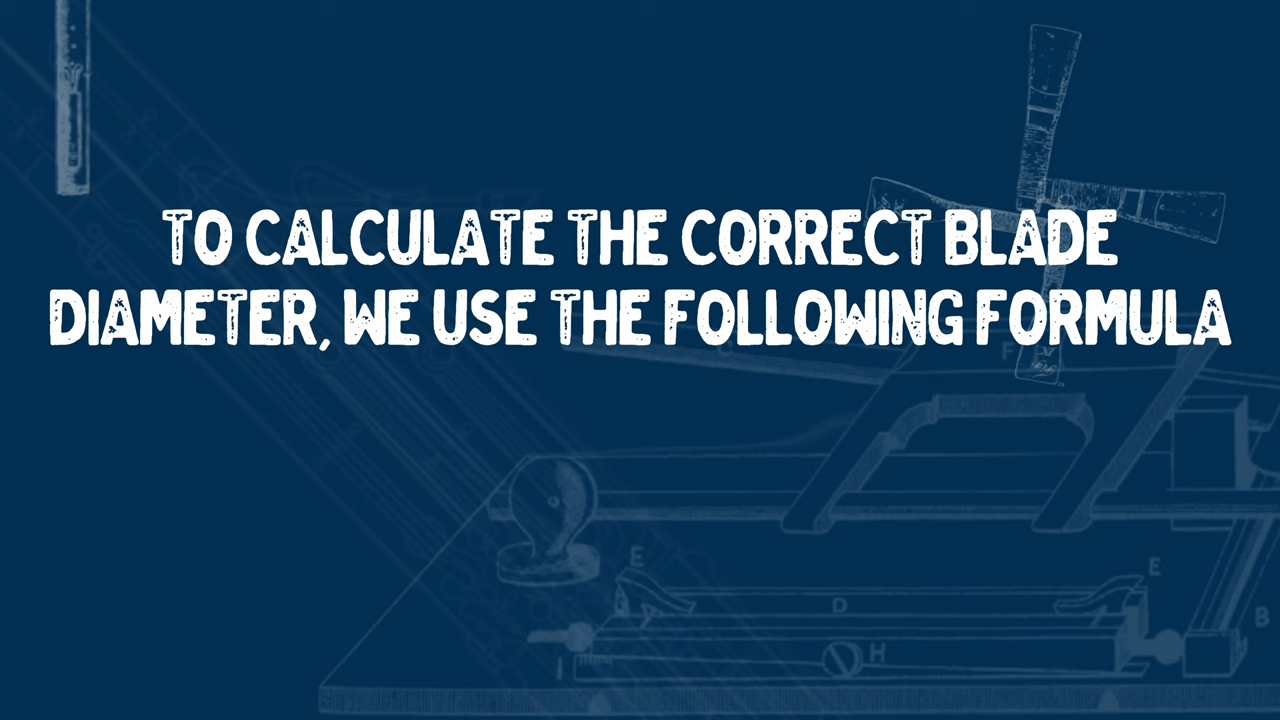 TO CALCULATE THE CORRECT BLADE
DIAMETER, WE USE THE FOLLOWING FORMULA
C
F
E
E
D
B
H
I